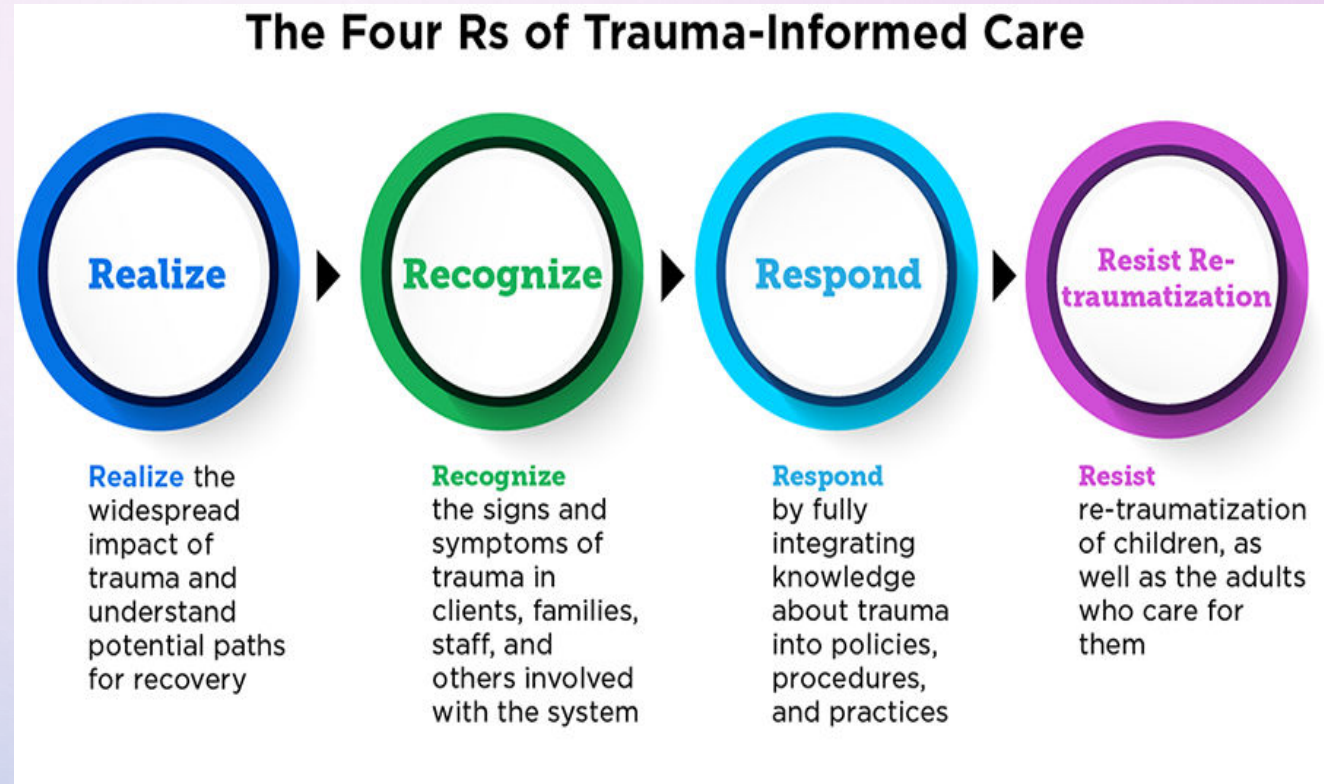 The Four Rs of Trauma-Informed Care
Realize
Recognize
Respond
Resist Re-
traumatization
Realize the
widespread
impact of
trauma and
understand
potential paths
for recovery
Recognize
the signs and
symptoms of
trauma in
clients, families,
staff, and
others involved
with the system
Respond
by fully
integrating
knowledge
about trauma
into policies,
procedures,
and practices
Resist
re-traumatization
of children, as
well as the adults
who care for
them